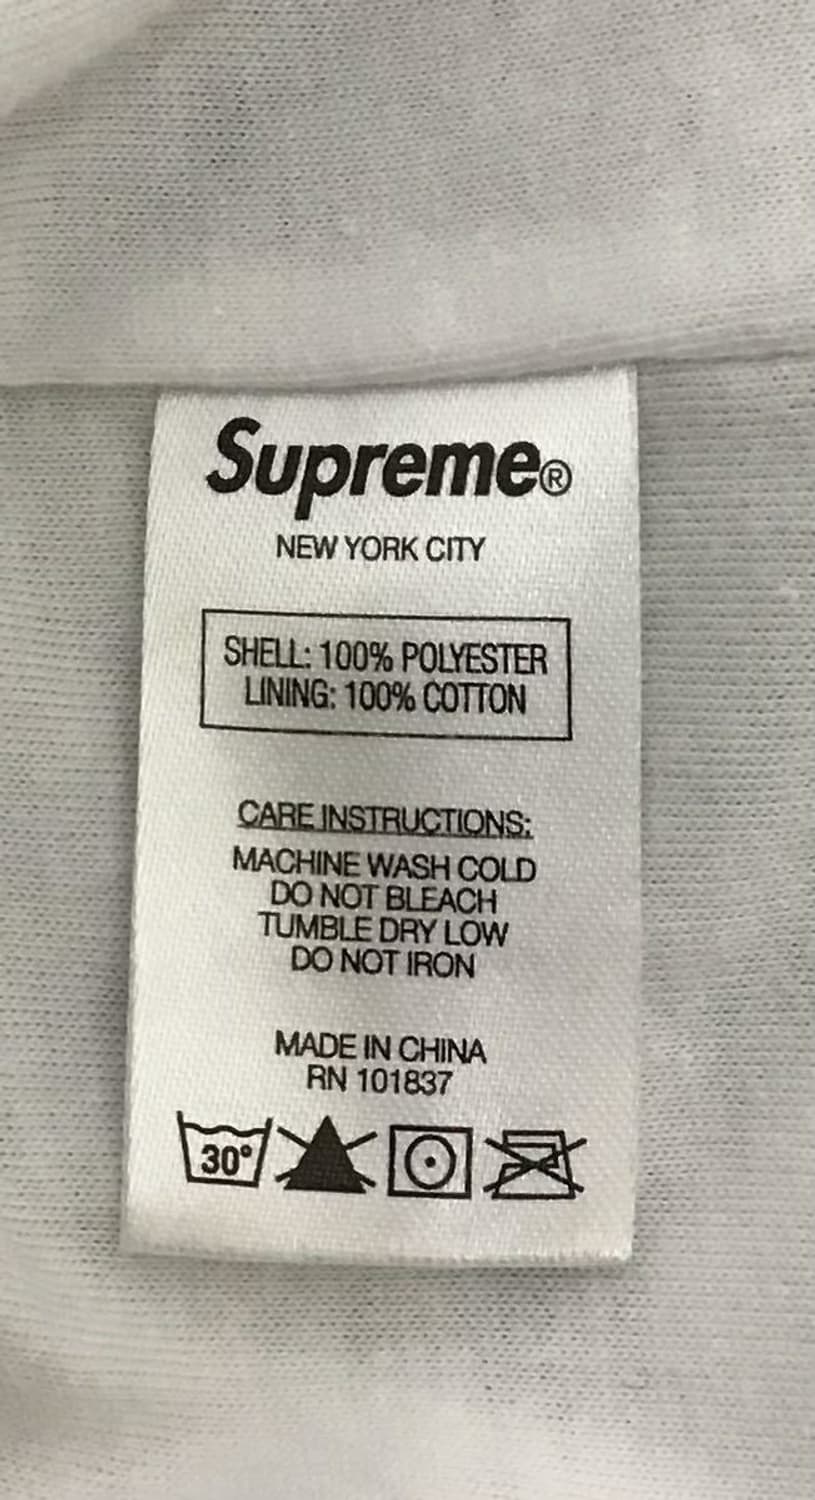 Supreme®
NEW YORK CITY
SHELL: 100% POLYESTER
LINING: 100% COTTON
CARE INSTRUCTIONS:
MACHINE WASH COLD
DO NOT BLEACH
TUMBLE DRY LOW
DO NOT IRON
MADE IN CHINA
RN 101837
30°